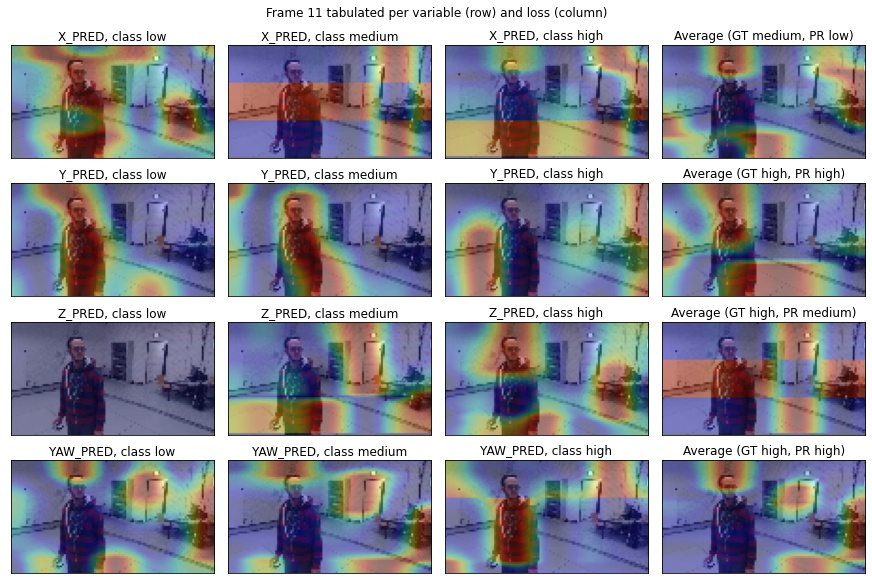 Frame 11 tabulated per variable (row) and loss (column)
X_PRED, class low
X_PRED, class medium
X_PRED, class high
Average (GT medium, PR low)
Y_PRED, class low
Y_PRED, class medium
Y_PRED, class high
Average (GT high, PR high)
Z_PRED, class low
Z_PRED, class medium
Z_PRED, class high
Average (GT high, PR medium)
YAW_PRED, class low
YAW_PRED, class medium
YAW_PRED, class high
Average (GT high, PR high)